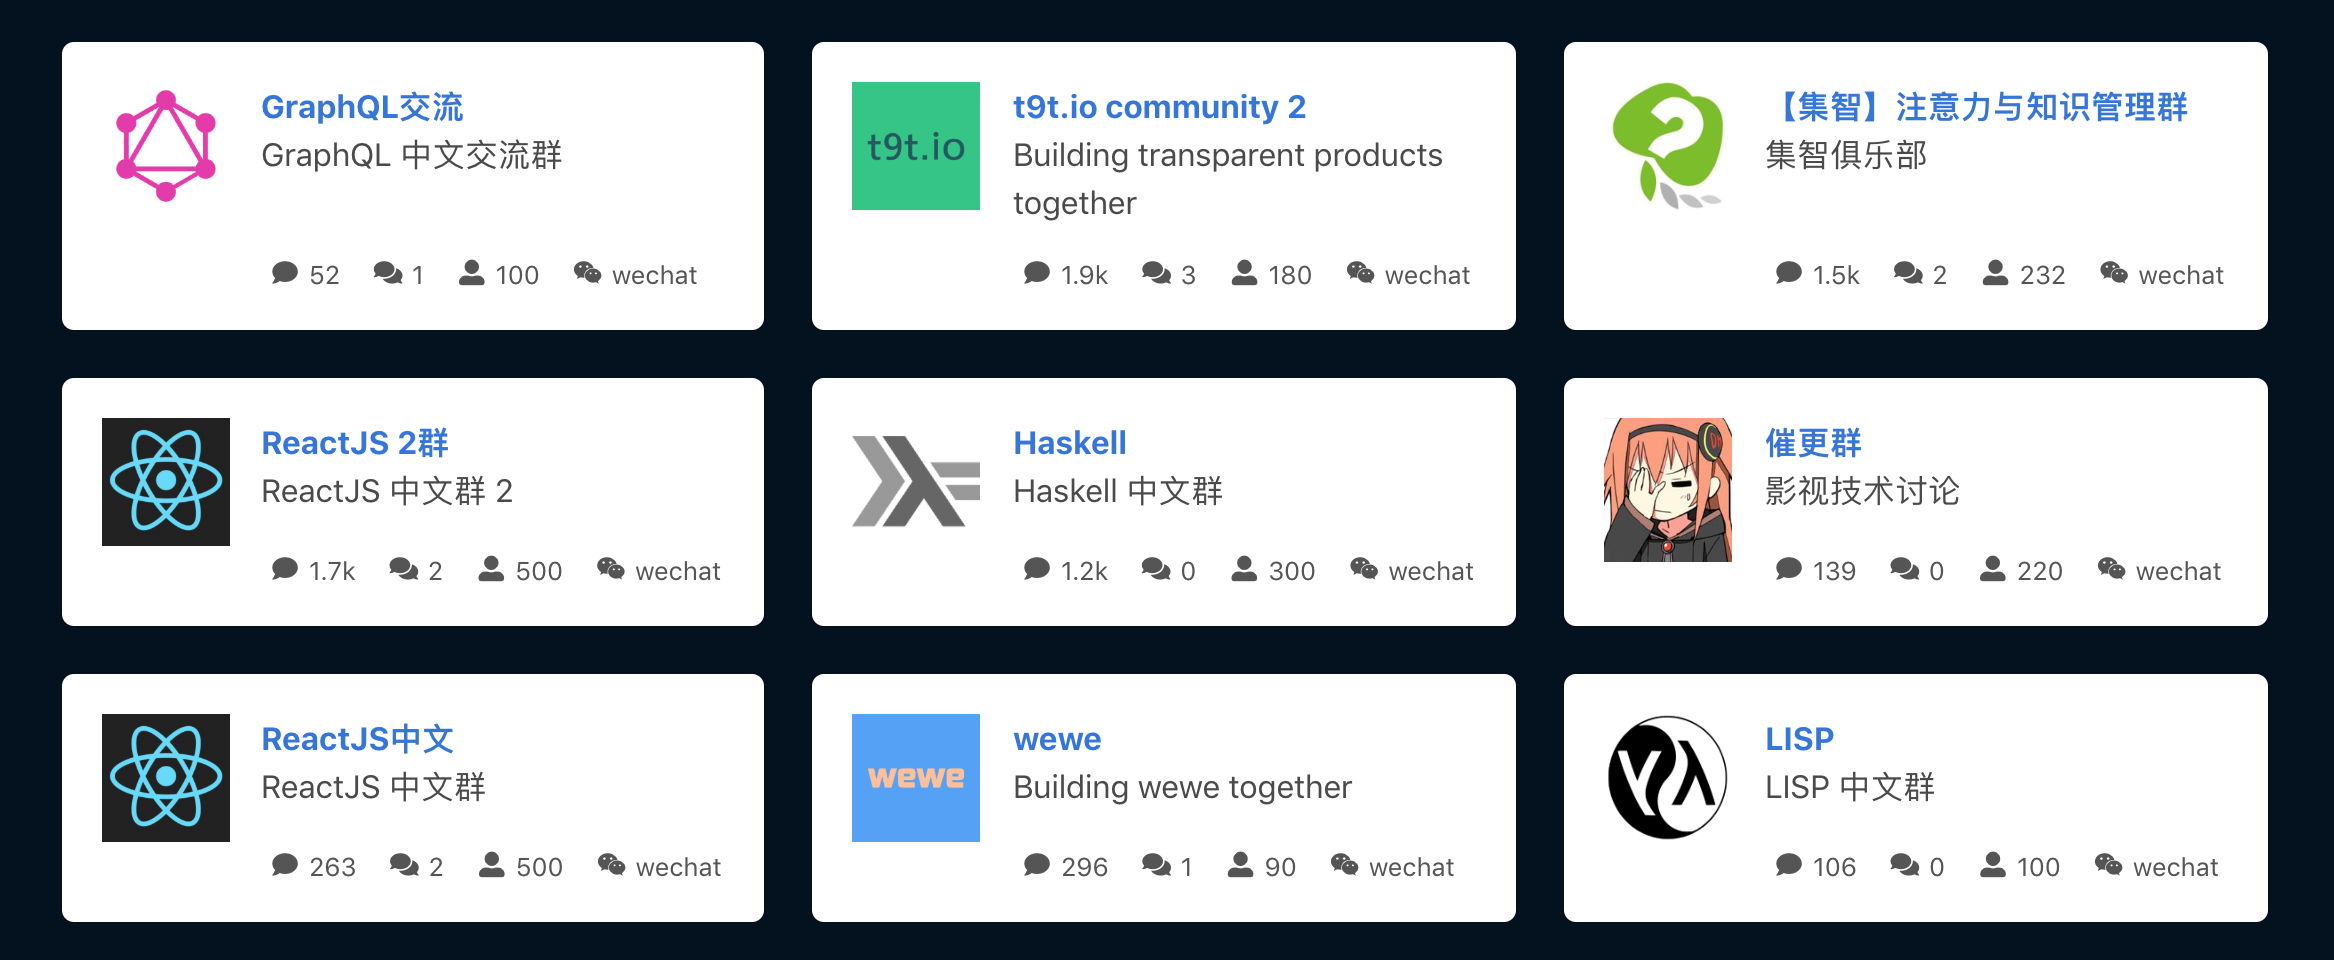 GraphQL交流
GraphQL 中文交流群
52 1 100 wechat
t9t.io
t9t.io community 2
Building transparent products
together
1.9k 3 180 wechat
【集智】注意力与知识管理群
集智俱乐部
1.5k 2 232 wechat
ReactJS 2群
ReactJS 中文群 2
1.7k 2 500 wechat
Haskell
Haskell 中文群
1.2k 0 300 wechat
催更群
影视技术讨论
139 0 220 wechat
ReactJS中文
ReactJS 中文群
263 2 500 wechat
wewe
wewe
Building wewe together
296 1 90 wechat
LISP
LISP 中文群
106 0 100 wechat